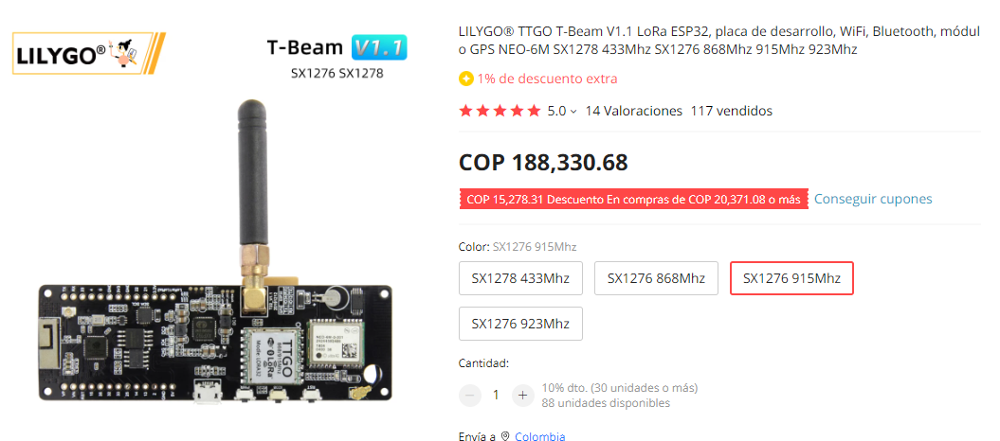 LILYGO®
T-Beam V1.1
SX1276 SX1278
TTGO
LoRa
LILYGO® TTGO T-Beam V1.1 LoRa ESP32, placa de desarrollo, WiFi, Bluetooth, módul
o GPS NEO-6M SX1278 433Mhz SX1276 868Mhz 915Mhz 923Mhz
1% de descuento extra
5.0 14 Valoraciones 117 vendidos
COP 188,330.68
COP 15,278.31 Descuento En compras de COP 20,371.08 o más Conseguir cupones
Color: SX1276 915Mhz
SX1278 433Mhz SX1276 868Mhz SX1276 915Mhz
SX1276 923Mhz
Cantidad:
1
10% dto. (30 unidades o más)
88 unidades disponibles
Envía a Colombia